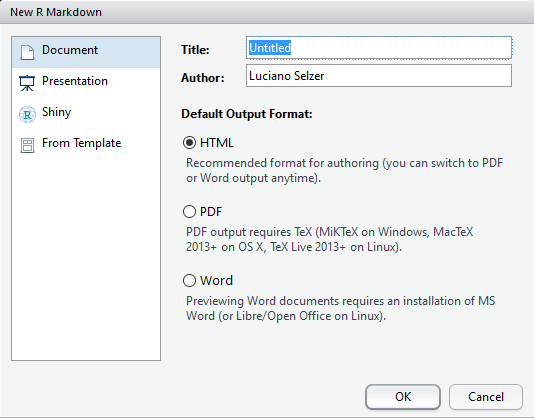 New R Markdown
Document
Presentation
Shiny
From Template
Title: Untitled
Author: Luciano Selzer
Default Output Format:
HTML
Recommended format for authoring (you can switch to PDF
or Word output anytime).
PDF
PDF output requires TeX (MiKTeX on Windows, MacTeX
2013+ on OS X, TeX Live 2013+ on Linux).
Word
Previewing Word documents requires an installation of MS
Word (or Libre/Open Office on Linux).
OK Cancel